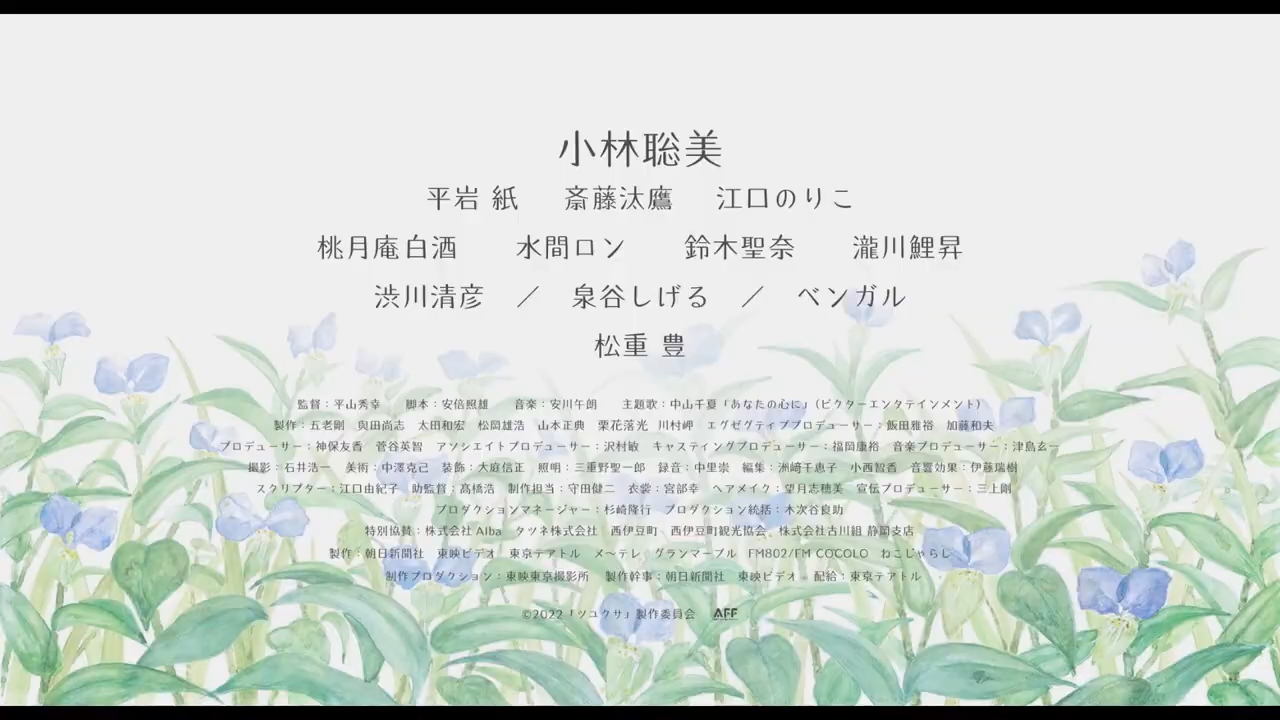 小林聡美
平岩 紙　斎藤汰鷹　江口のりこ
桃月庵白酒　水間ロン　鈴木聖奈　瀧川鯉昇
渋川清彦　／　泉谷しげる　／　ベンガル
松重 豊
監督：平山秀幸　脚本：安倍照雄　音楽：安川午朗　主題歌：中山千夏「あなたの心に」（ビクターエンタテインメント）
製作：五老剛　與田尚志　太田和宏　松岡雄浩　山本正典　栗花落光　川村岬　エグゼグティブプロデューサー：飯田雅裕　加藤和夫
プロデューサー：神保友香　菅谷英智　アソシエイトプロデューサー：沢村敏　キャスティングプロデューサー：福岡康裕　音楽プロデューサー：津島玄一
撮影：石井浩一　美術：中澤克己　装飾：大庭信正　照明：三重野聖一郎　録音：中里崇　編集：洲﨑千恵子　小西智香　音響効果：伊藤瑞樹
スクリプター：江口由紀子　助監督：髙橋浩　制作担当：守田健二　衣裳：宮部幸　ヘアメイク：望月志穂美　宣伝プロデューサー：三上剛
プロダクションマネージャー：杉崎隆行　プロダクション統括：木次谷良助
特別協賛：株式会社 Alba　タツネ株式会社　西伊豆町　西伊豆町観光協会　株式会社古川組 静岡支店
製作：朝日新聞社　東映ビデオ　東京テアトル　メ〜テレ　グランマーブル　FM802/FM COCOLO　ねこじゃらし
制作プロダクション：東映東京撮影所　製作幹事：朝日新聞社　東映ビデオ　配給：東京テアトル
©2022「ツユクサ」製作委員会　AFF